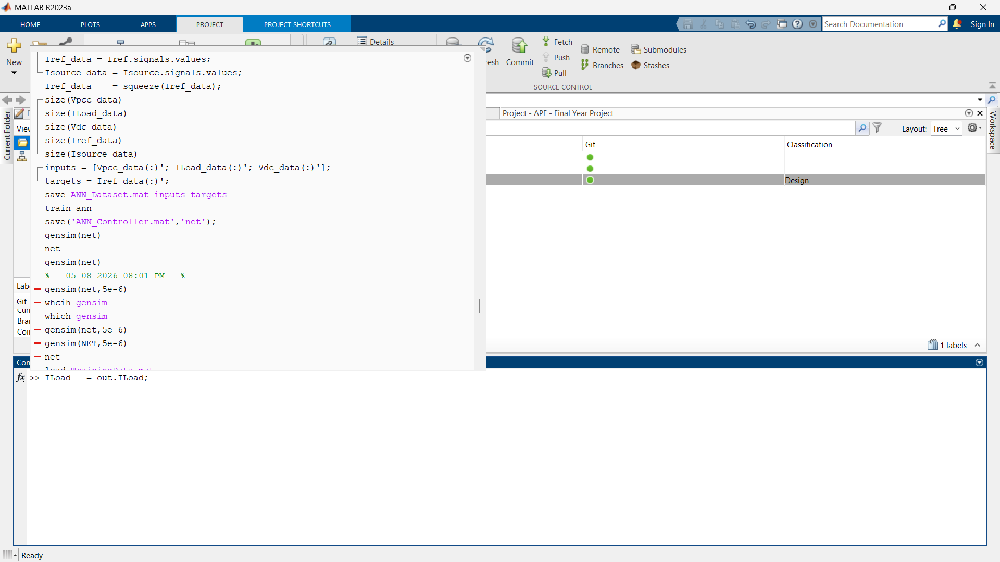 MATLAB R2023a
HOME PLOTS APPS PROJECT PROJECT SHORTCUTS
Search Documentation
Sign In
New
Details
Commit
Fetch
Push
Pull
Remote
Branches
Submodules
Stashes
SOURCE CONTROL
Iref_data = Iref.signals.values;
Isource_data = Isource.signals.values;
Iref_data    = squeeze(Iref_data);
size(Vpcc_data)
size(ILoad_data)
size(Vdc_data)
size(Iref_data)
size(Isource_data)
inputs = [Vpcc_data(:)'; ILoad_data(:)'; Vdc_data(:)'];
targets = Iref_data(:)';
save ANN_Dataset.mat inputs targets
train_ann
save('ANN_Controller.mat','net');
gensim(net)
net
gensim(net)
%-- 05-08-2026 08:01 PM --%
gensim(net,5e-6)
whcih gensim
which gensim
gensim(net,5e-6)
gensim(NET,5e-6)
net
load TrainingData.mat
Current Folder
Workspace
Project - APF - Final Year Project
Layout: Tree
Git
Classification
Design
Git
1 labels
fx >> ILoad   = out.ILoad;
Ready